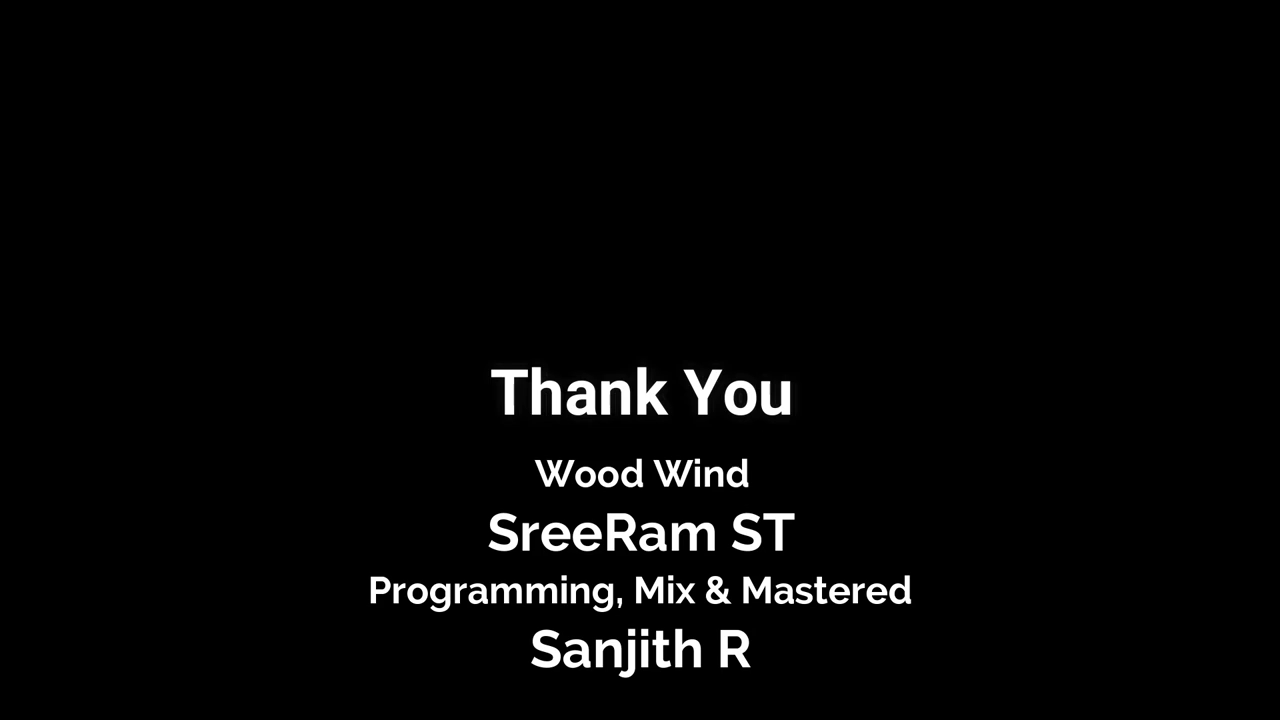 Thank You
Wood Wind
SreeRam ST
Programming, Mix & Mastered
Sanjith R